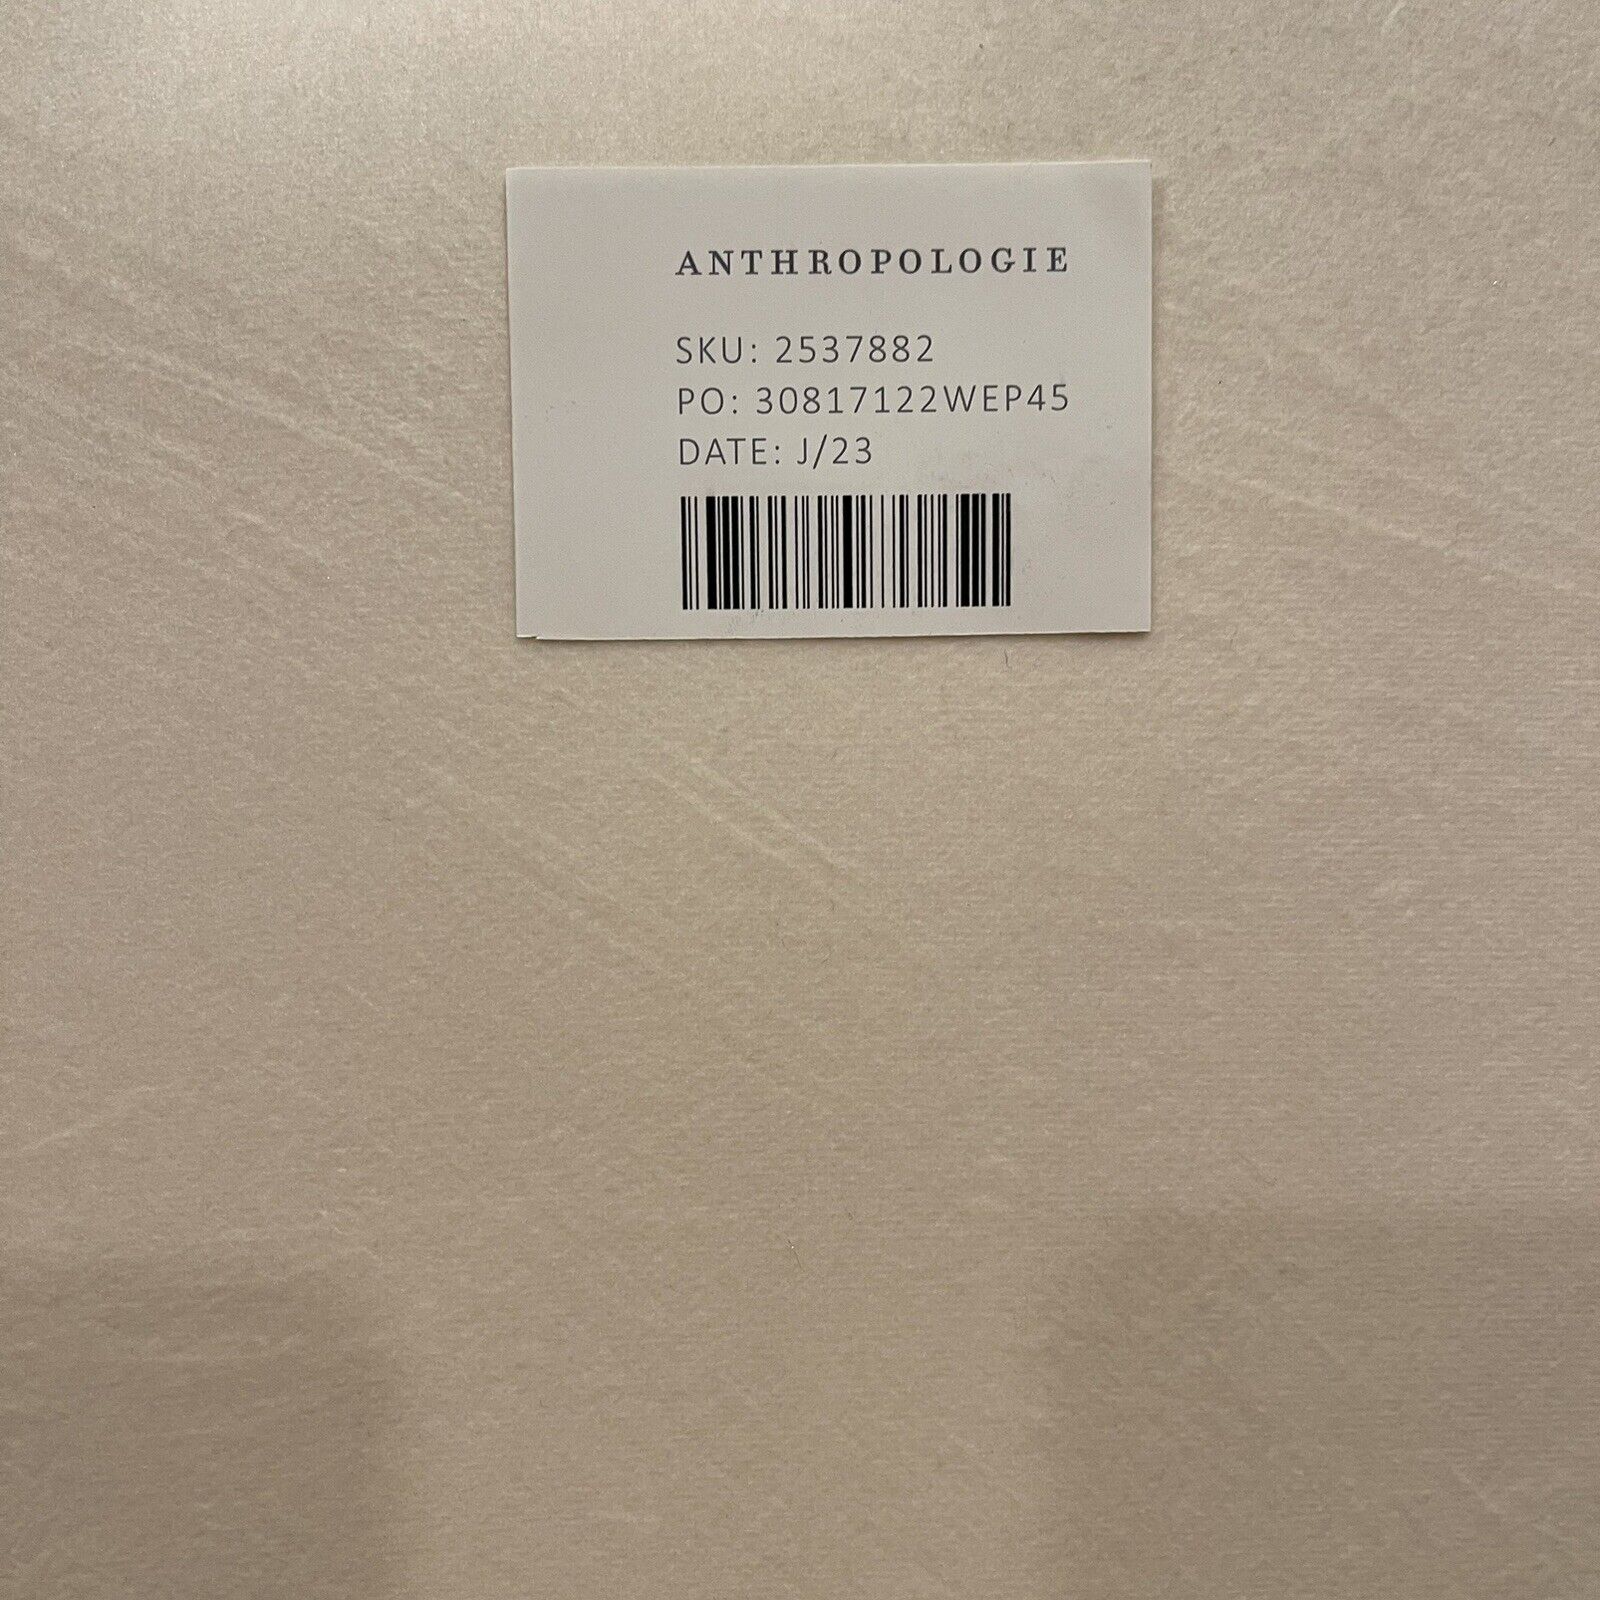 ANTHROPOLOGIE
SKU: 2537882
PO: 30817122WEP45
DATE: J/23